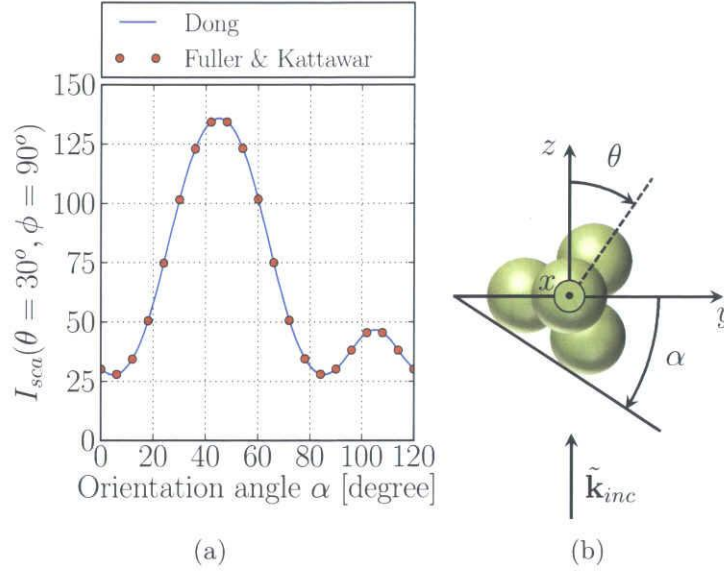 Dong
Fuller & Kattawar
I_sca(θ = 30°, ϕ = 90°)
150
125
100
75
50
25
0
0 20 40 60 80 100 120
Orientation angle α [degree]
(a)
z
θ
x
y
α
k̃_inc
(b)